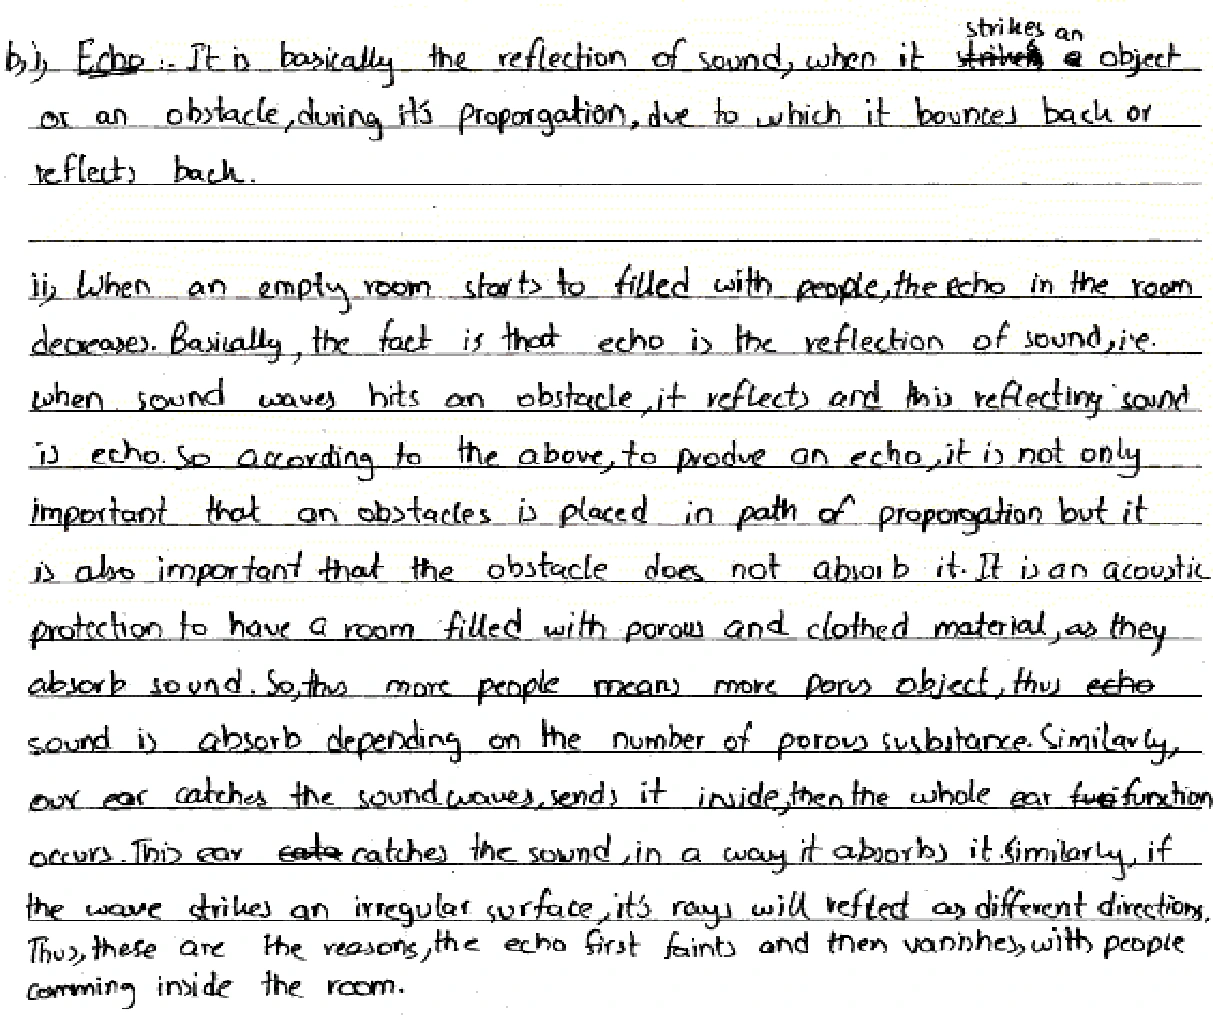 b) i) Echo :- It is basically the reflection of sound, when it strikes an object
or an obstacle, during it's proporgation, due to which it bounces back or
reflects back.
ii) When an empty room starts to filled with people, the echo in the room
decreases. Basically, the fact is that echo is the reflection of sound, i.e.
when sound waves hits an obstacle, it reflects and this reflecting sound
is echo. So according to the above, to produe an echo, it is not only
important that an obstacles is placed in path of proporgation but it
is also important that the obstacle does not absorb it. It is an acoustic
protection to have a room filled with porous and clothed material, as they
absorb sound. So, thus more people means more porus object, thus echo
sound is absorb depending on the number of porous susbstance. Similarly,
our ear catches the sound waves, sends it inside, then the whole ear function
occurs. This ear catches the sound, in a way it absorbs it. Similarly, if
the wave strikes an irregular surface, it's rays will reflect as different directions.
Thus, these are the reasons, the echo first faints and then vanishes, with people
comming inside the room.